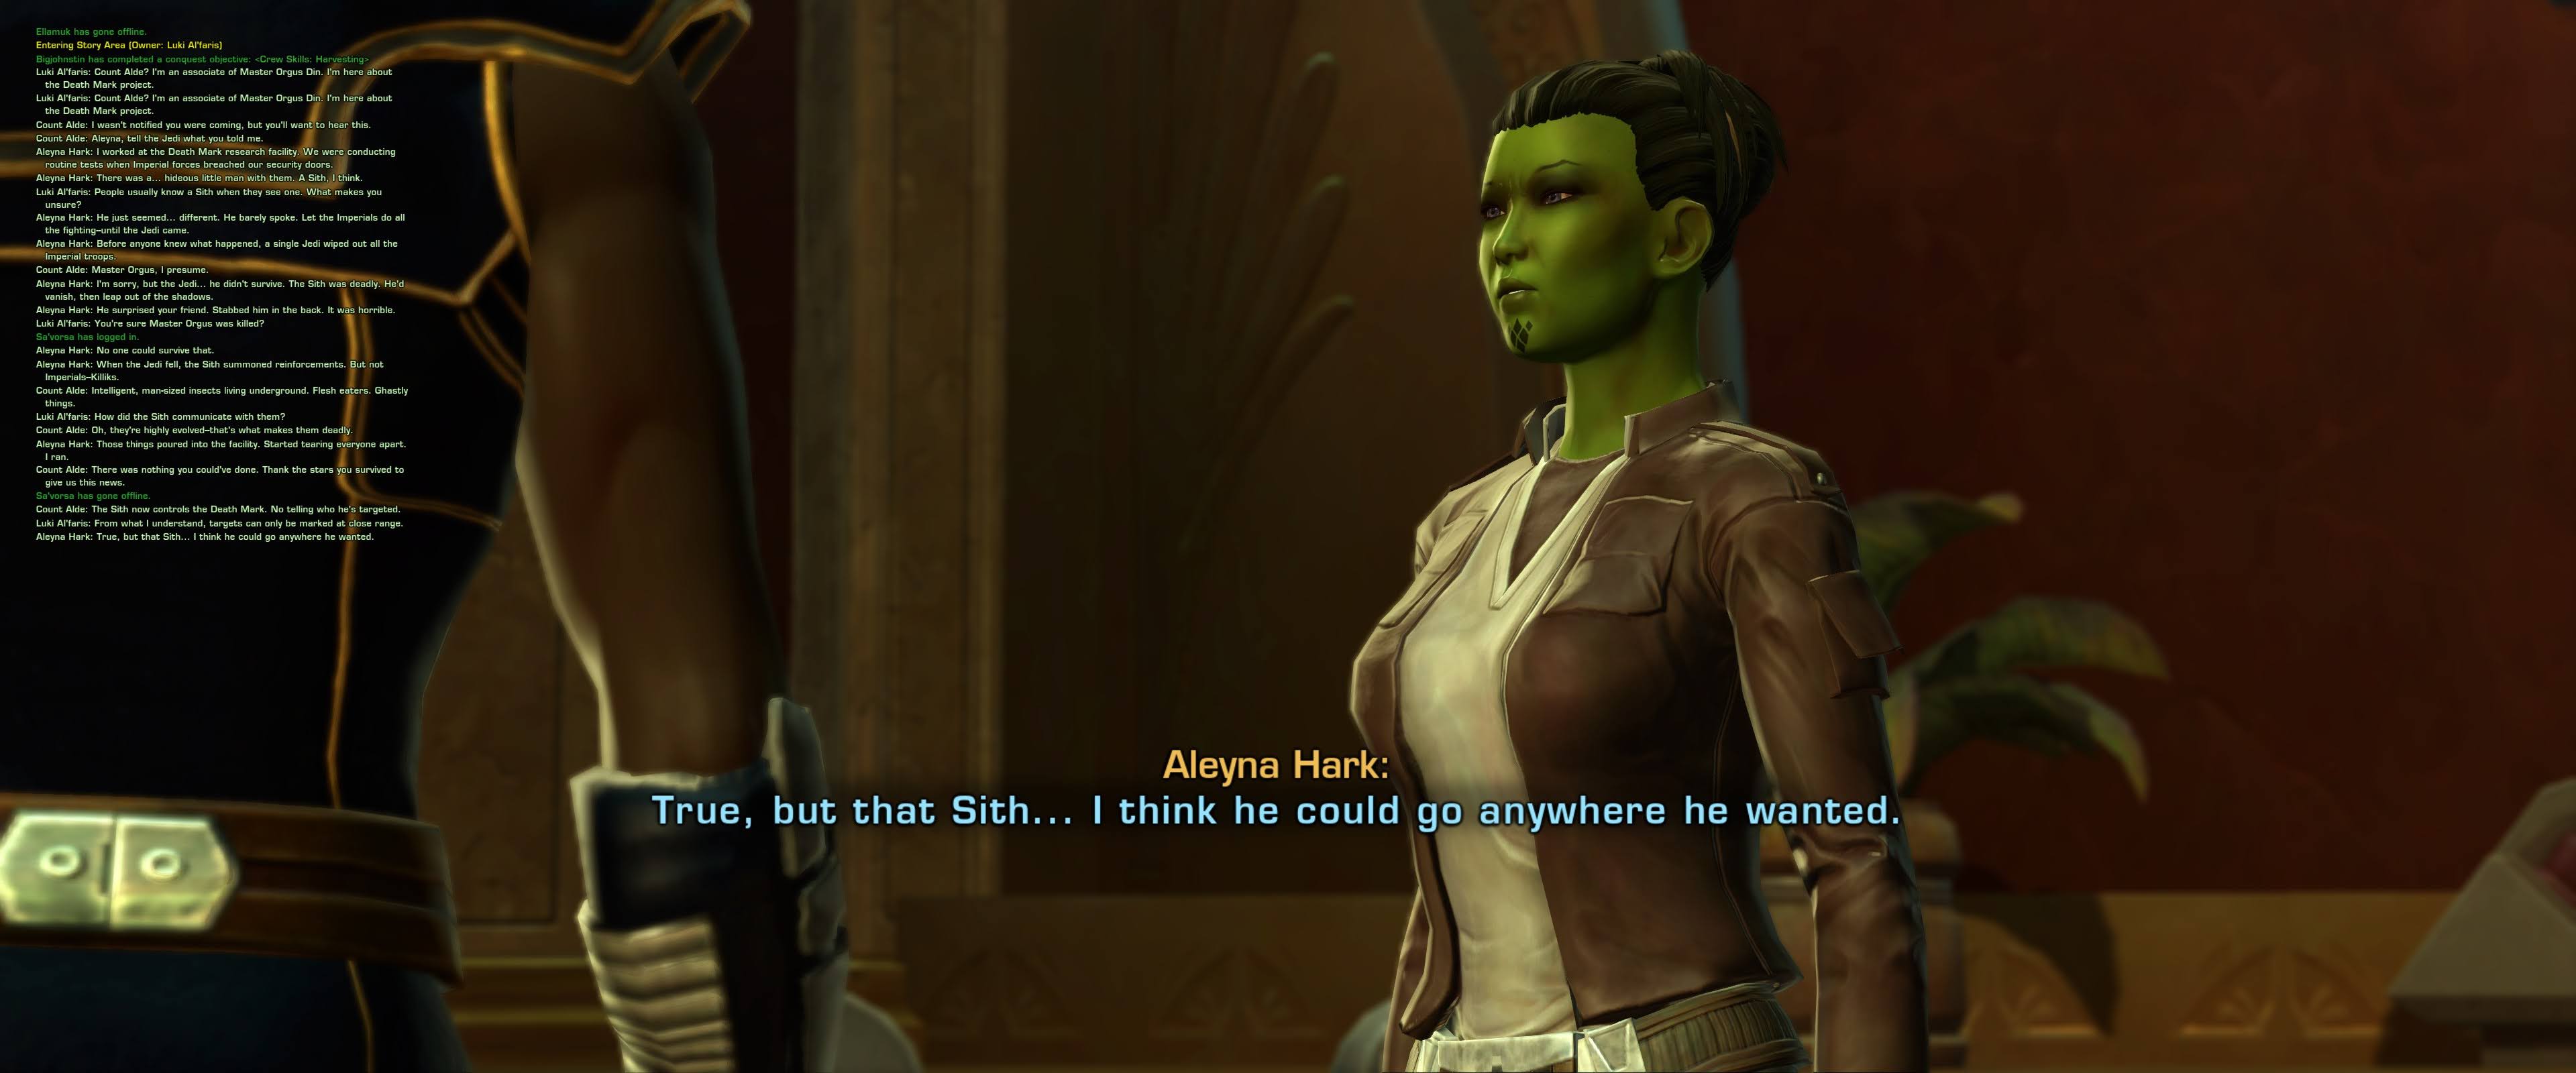 Ellamuk has gone offline.
Entering Story Area (Owner: Luki Al'faris)
Bigjohnstin has completed a conquest objective: <Crew Skills: Harvesting>
Luki Al'faris: Count Alde? I'm an associate of Master Orgus Din. I'm here about
the Death Mark project.
Luki Al'faris: Count Alde? I'm an associate of Master Orgus Din. I'm here about
the Death Mark project.
Count Alde: I wasn't notified you were coming, but you'll want to hear this.
Count Alde: Aleyna, tell the Jedi what you told me.
Aleyna Hark: I worked at the Death Mark research facility. We were conducting
routine tests when Imperial forces breached our security doors.
Aleyna Hark: There was a... hideous little man with them. A Sith, I think.
Luki Al'faris: People usually know a Sith when they see one. What makes you
unsure?
Aleyna Hark: He just seemed... different. He barely spoke. Let the Imperials do all
the fighting—until the Jedi came.
Aleyna Hark: Before anyone knew what happened, a single Jedi wiped out all the
Imperial troops.
Count Alde: Master Orgus, I presume.
Aleyna Hark: I'm sorry, but the Jedi... he didn't survive. The Sith was deadly. He'd
vanish, then leap out of the shadows.
Aleyna Hark: He surprised your friend. Stabbed him in the back. It was horrible.
Luki Al'faris: You're sure Master Orgus was killed?
Sa'vorsa has logged in.
Aleyna Hark: No one could survive that.
Aleyna Hark: When the Jedi fell, the Sith summoned reinforcements. But not
Imperials—Killiks.
Count Alde: Intelligent, man-sized insects living underground. Flesh eaters. Ghastly
things.
Luki Al'faris: How did the Sith communicate with them?
Count Alde: Oh, they're highly evolved—that's what makes them deadly.
Aleyna Hark: Those things poured into the facility. Started tearing everyone apart.
I ran.
Count Alde: There was nothing you could've done. Thank the stars you survived to
give us this news.
Sa'vorsa has gone offline.
Count Alde: The Sith now controls the Death Mark. No telling who he's targeted.
Luki Al'faris: From what I understand, targets can only be marked at close range.
Aleyna Hark: True, but that Sith... I think he could go anywhere he wanted.
Aleyna Hark:
True, but that Sith... I think he could go anywhere he wanted.